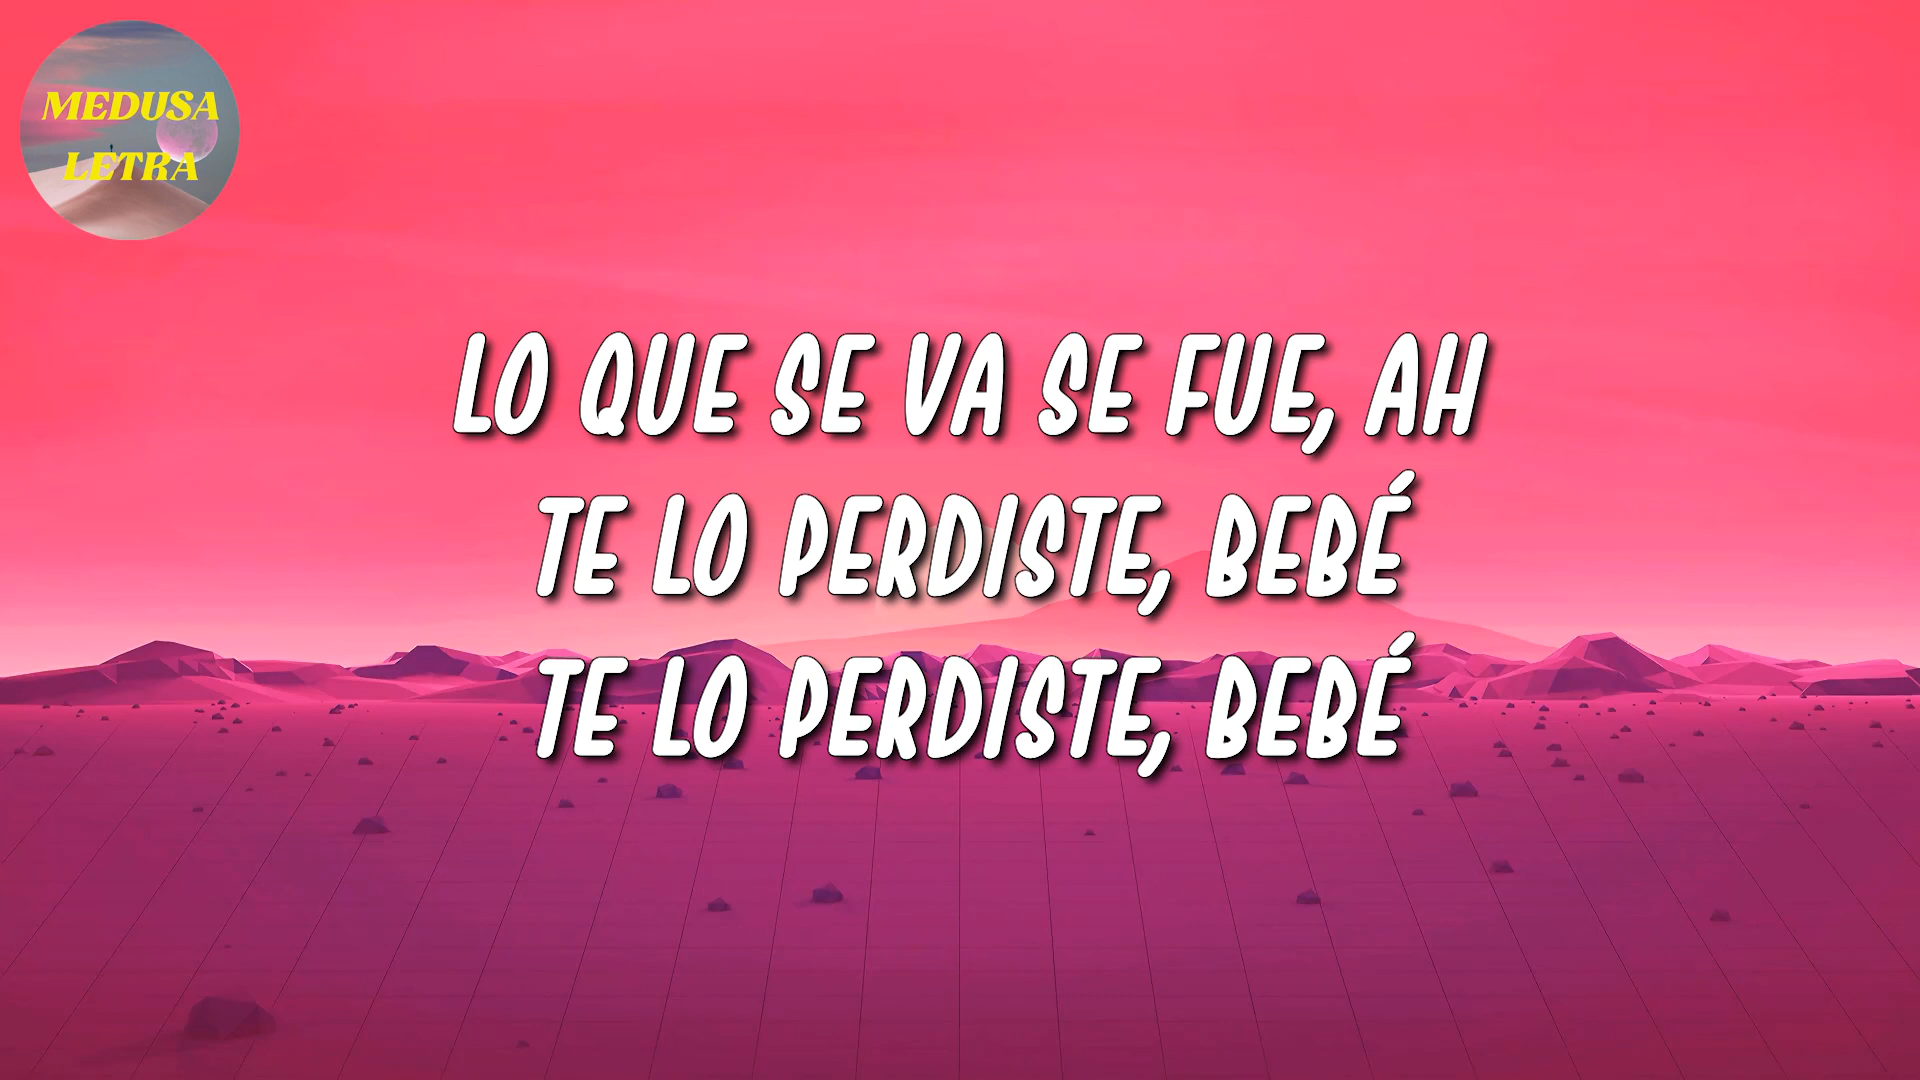 MEDUSA
LETRA
LO QUE SE VA SE FUE, AH
TE LO PERDISTE, BEBÉ
TE LO PERDISTE, BEBÉ